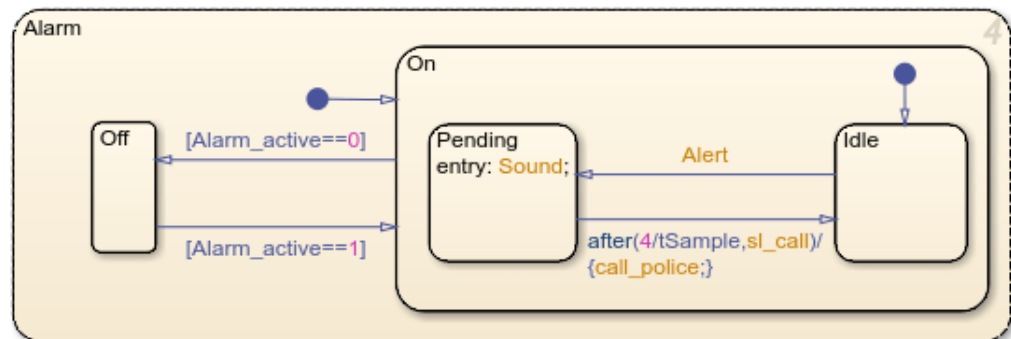 Alarm
4
On
Off
[Alarm_active==0]
[Alarm_active==1]
Pending
entry: Sound;
Alert
after(4/tSample,sl_call)/
{call_police;}
Idle